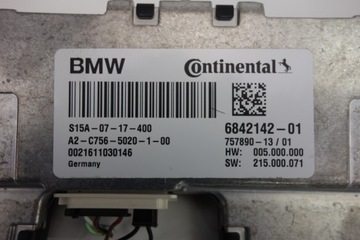 BMW
Continental
S15A-07-17-400
A2-C756-5020-1-00
0021611030146
Germany
6842142-01
757890-13 / 01
HW: 005.000.000
SW: 215.000.071